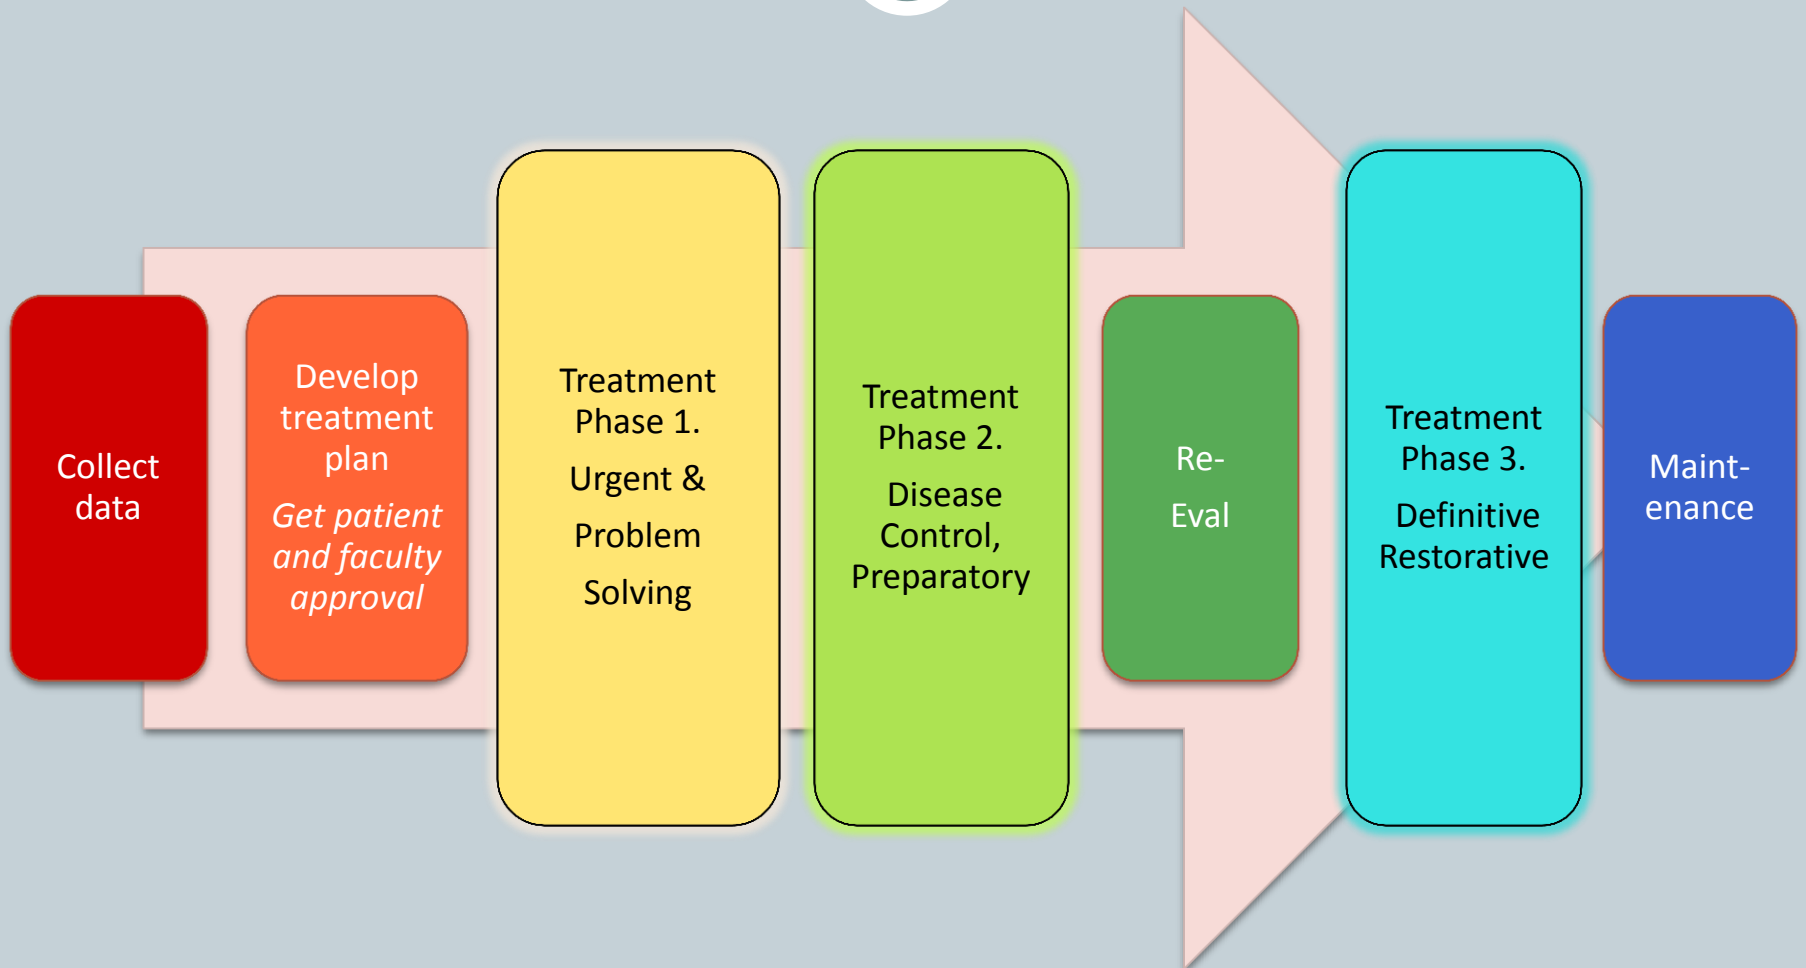 Collect
data
Develop
treatment
plan
Get patient
and faculty
approval
Treatment
Phase 1.
Urgent &
Problem
Solving
Treatment
Phase 2.
Disease
Control,
Preparatory
Re-
Eval
Treatment
Phase 3.
Definitive
Restorative
Maint-
enance